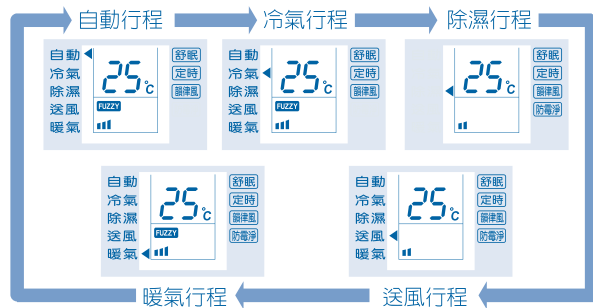 自動行程
自動
冷氣
除濕
送風
暖氣
25°C
FUZZY
舒眠
定時
韻律風
冷氣行程
自動
冷氣
除濕
送風
暖氣
25°C
FUZZY
舒眠
定時
韻律風
除濕行程
25°C
舒眠
定時
韻律風
防霉淨
自動
冷氣
除濕
送風
暖氣
25°C
FUZZY
舒眠
定時
韻律風
防霉淨
暖氣行程
自動
冷氣
除濕
送風
暖氣
25°C
舒眠
定時
韻律風
防霉淨
送風行程